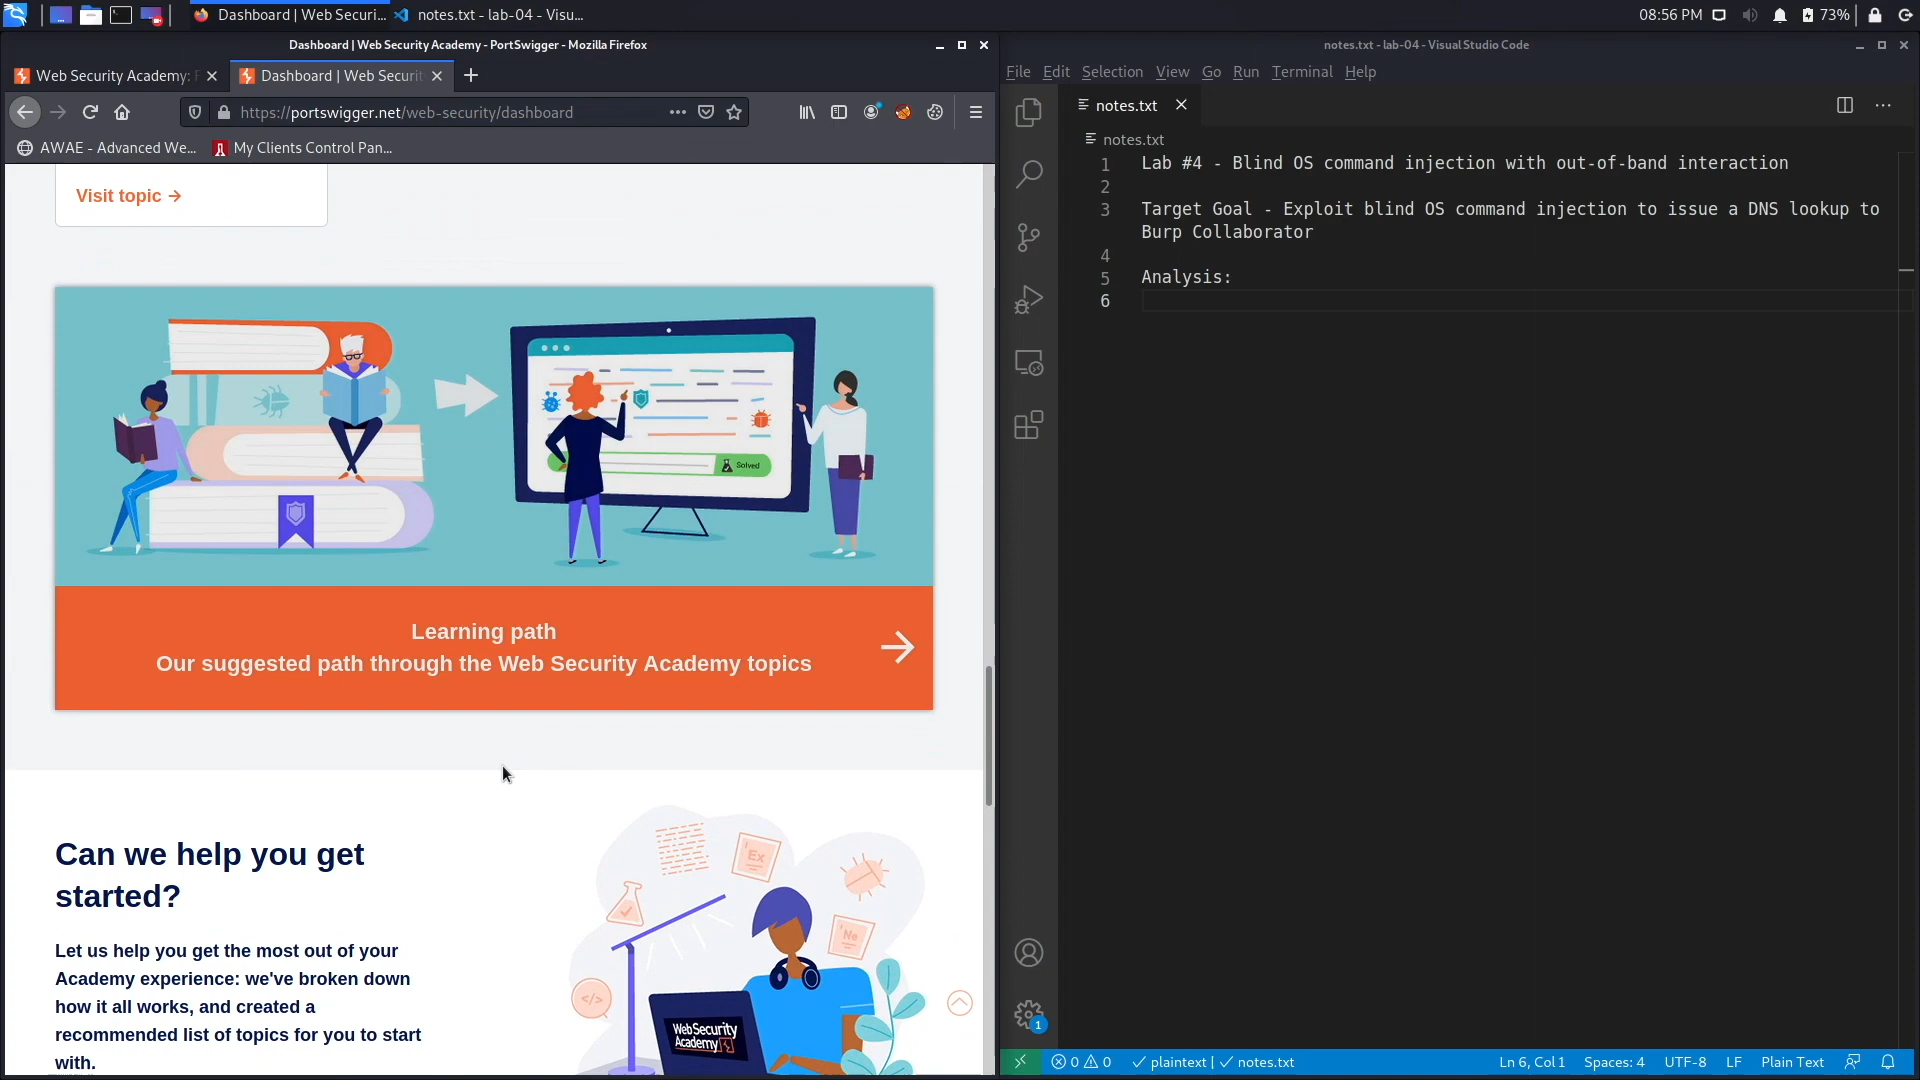 Dashboard | Web Securi...
notes.txt - lab-04 - Visu...
08:56 PM
73%
Dashboard | Web Security Academy - PortSwigger - Mozilla Firefox
Web Security Academy: F
Dashboard | Web Securit
https://portswigger.net/web-security/dashboard
AWAE - Advanced We...
My Clients Control Pan...
Visit topic →
Solved
Learning path
Our suggested path through the Web Security Academy topics
Can we help you get
started?
Let us help you get the most out of your
Academy experience: we've broken down
how it all works, and created a
recommended list of topics for you to start
with.
Ex
Ne
</>
WebSecurity
Academy
notes.txt - lab-04 - Visual Studio Code
File Edit Selection View Go Run Terminal Help
notes.txt
notes.txt
1 Lab #4 - Blind OS command injection with out-of-band interaction
2
3 Target Goal - Exploit blind OS command injection to issue a DNS lookup to
Burp Collaborator
4
5 Analysis:
6
1
0 0 plaintext | notes.txt Ln 6, Col 1 Spaces: 4 UTF-8 LF Plain Text